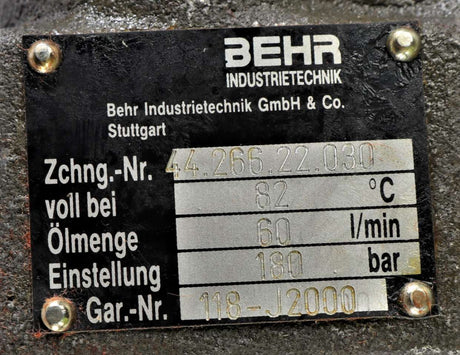 BEHR
INDUSTRIETECHNIK
Behr Industrietechnik GmbH & Co.
Stuttgart
Zchng.-Nr. 44.266.22.030
voll bei 82 °C
Ölmenge 60 l/min
Einstellung 180 bar
Gar.-Nr. 118-J2000